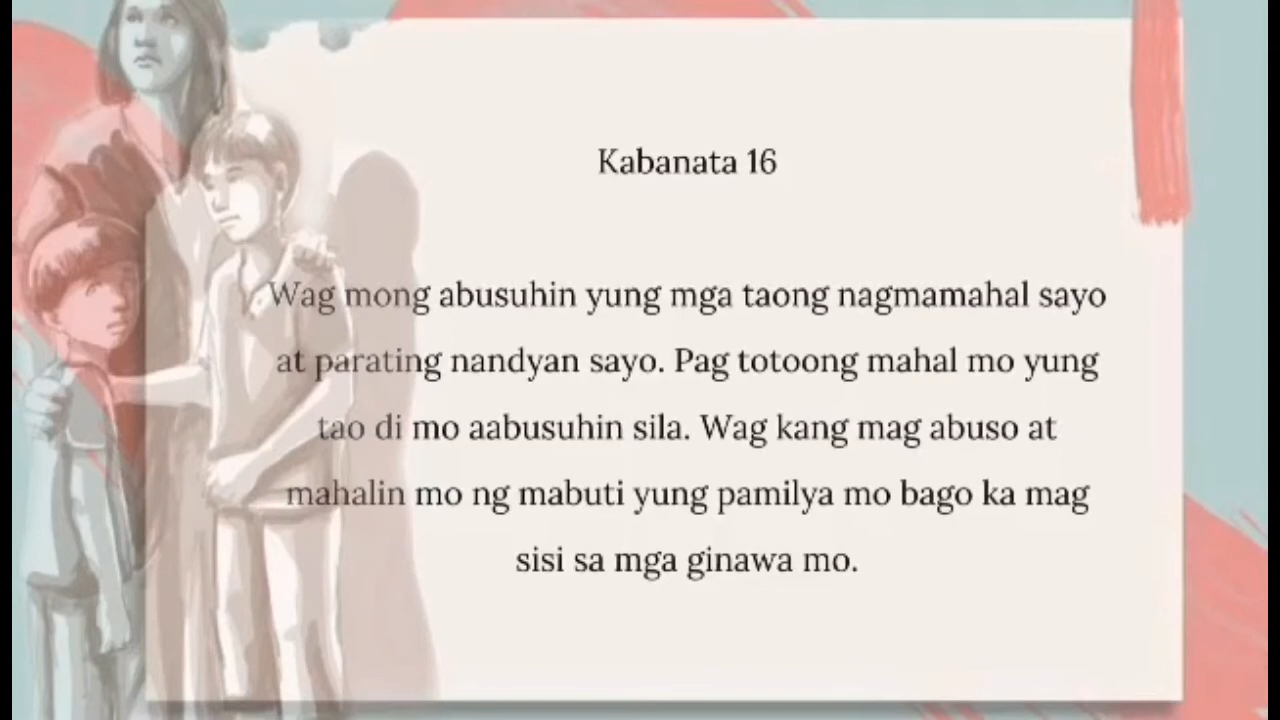 Kabanata 16
Wag mong abusuhin yung mga taong nagmamahal sayo
at parating nandyan sayo. Pag totoong mahal mo yung
tao di mo aabusuhin sila. Wag kang mag abuso at
mahalin mo ng mabuti yung pamilya mo bago ka mag
sisi sa mga ginawa mo.